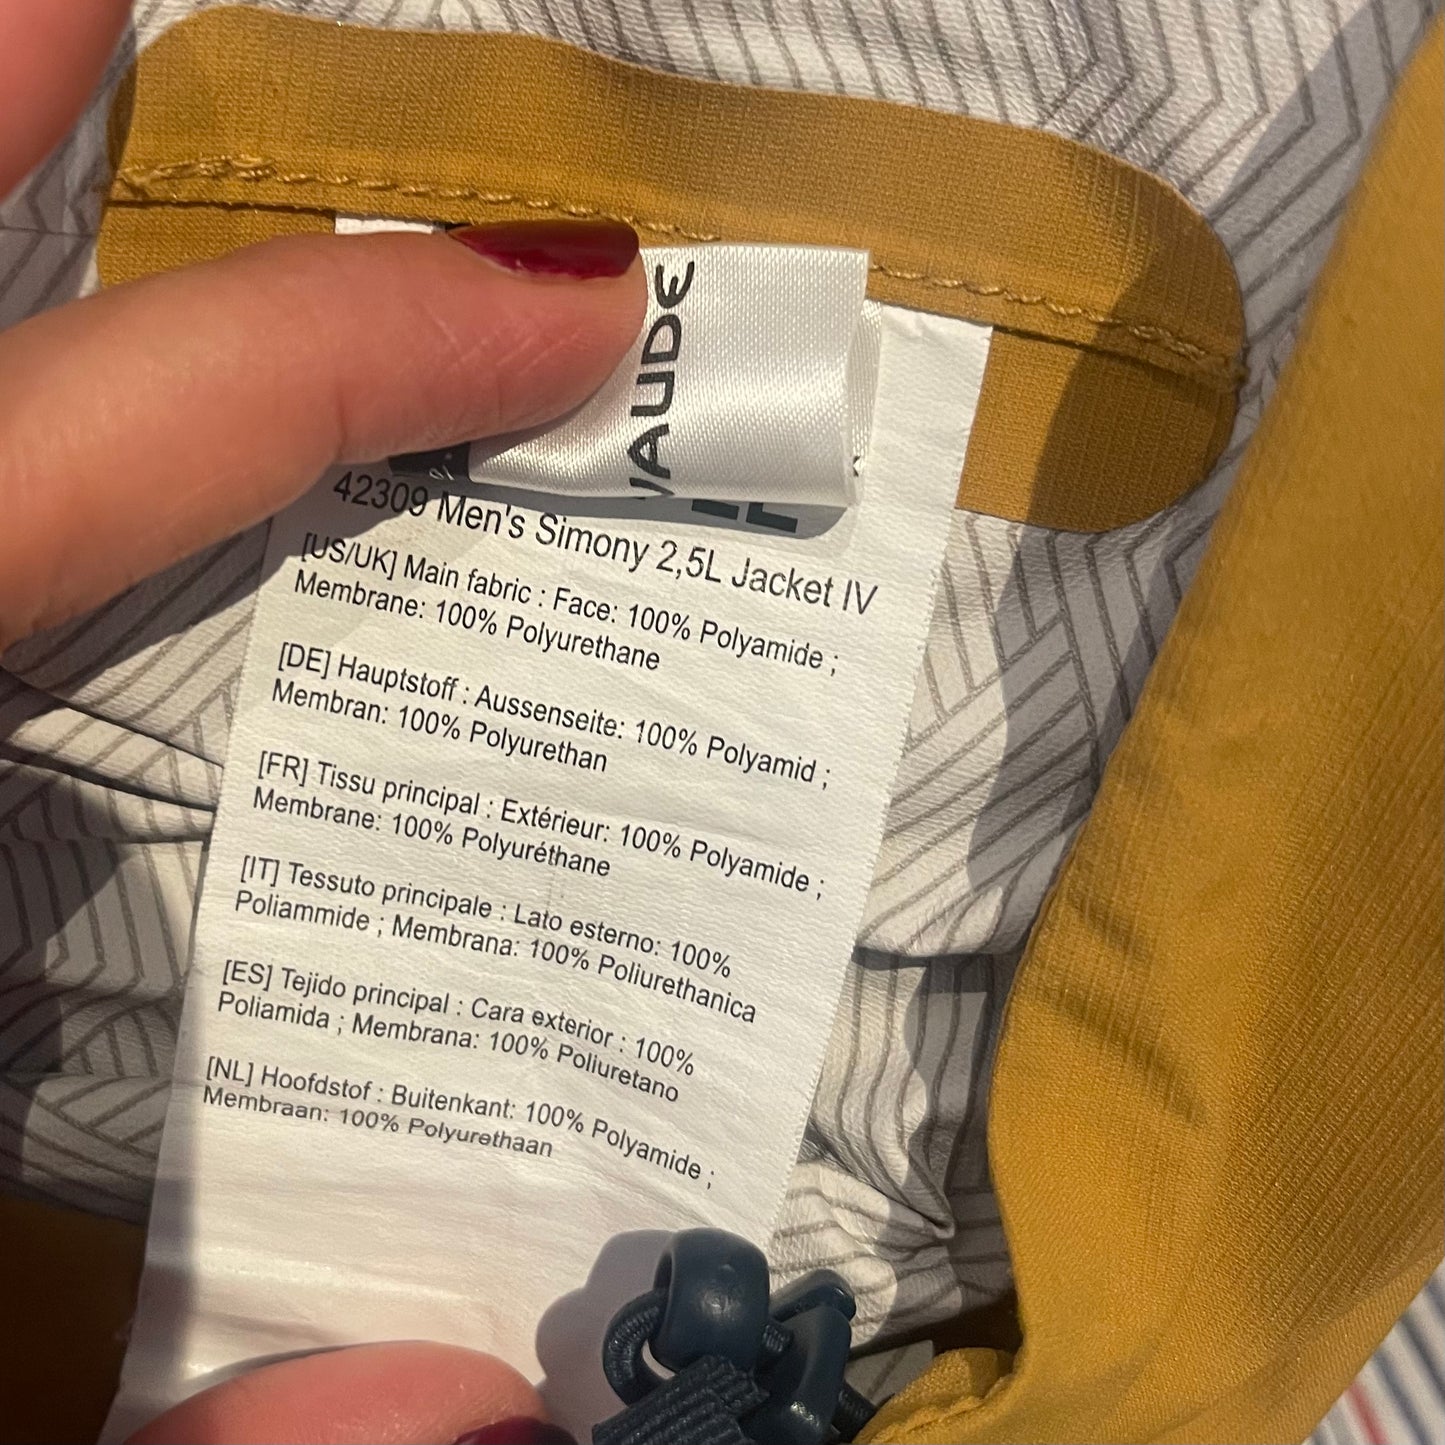 VAUDE
42309 Men's Simony 2,5L Jacket IV
[US/UK] Main fabric : Face: 100% Polyamide ;
Membrane: 100% Polyurethane
[DE] Hauptstoff : Aussenseite: 100% Polyamid ;
Membran: 100% Polyurethan
[FR] Tissu principal : Extérieur: 100% Polyamide ;
Membrane: 100% Polyuréthane
[IT] Tessuto principale : Lato esterno: 100%
Poliammide ; Membrana: 100% Poliurethanica
[ES] Tejido principal : Cara exterior : 100%
Poliamida ; Membrana: 100% Poliuretano
[NL] Hoofdstof : Buitenkant: 100% Polyamide ;
Membraan: 100% Polyurethaan